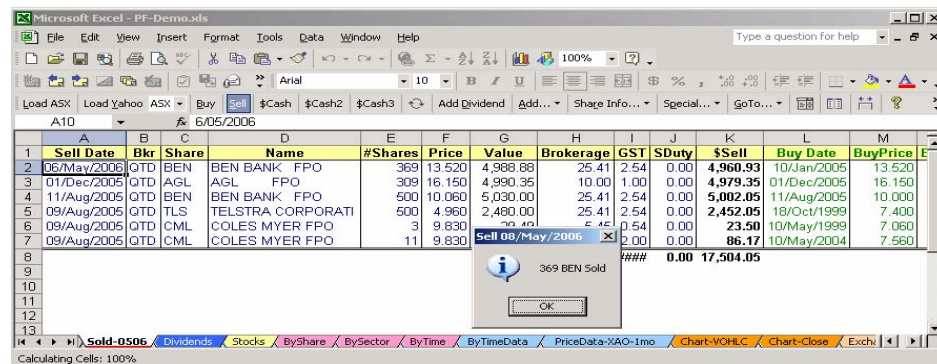 Microsoft Excel - PF-Demo.xls
File Edit View Insert Format Tools Data Window Help Type a question for help
100%
Arial 10 B I U $ % ,
Load ASX Load Yahoo ASX Buy Sell $Cash $Cash2 $Cash3 Add Dividend Add... Share Info... Special... GoTo...
A10 fx 6/05/2006
A B C D E F G H I J K L M
1 Sell Date Bkr Share Name #Shares Price Value Brokerage GST SDuty $Sell Buy Date BuyPrice
2 06/May/2006 QTD BEN BEN BANK FPO 369 13.520 4,988.88 25.41 2.54 0.00 4,960.93 10/Jan/2005 13.520
3 01/Dec/2005 QTD AGL AGL FPO 309 16.150 4,990.35 10.00 1.00 0.00 4,979.35 01/Dec/2005 16.150
4 11/Aug/2005 QTD BEN BEN BANK FPO 500 10.060 5,030.00 25.41 2.54 0.00 5,002.05 11/Aug/2005 10.000
5 09/Aug/2005 QTD TLS TELSTRA CORPORATI 500 4.960 2,480.00 25.41 2.54 0.00 2,452.05 18/Oct/1999 7.400
6 09/Aug/2005 QTD CML COLES MYER FPO 3 9.830 0.54 0.00 23.50 10/May/1999 7.060
7 09/Aug/2005 QTD CML COLES MYER FPO 11 9.830 2.00 0.00 86.17 10/May/2004 7.560
8 #### 0.00 17,504.05
9
10
11
12
13
Sell 08/May/2006
369 BEN Sold
OK
Sold-0506 Dividends Stocks ByShare BySector ByTime ByTimeData PriceData-XAO-1mo Chart-VOHLC Chart-Close Exch
Calculating Cells: 100%